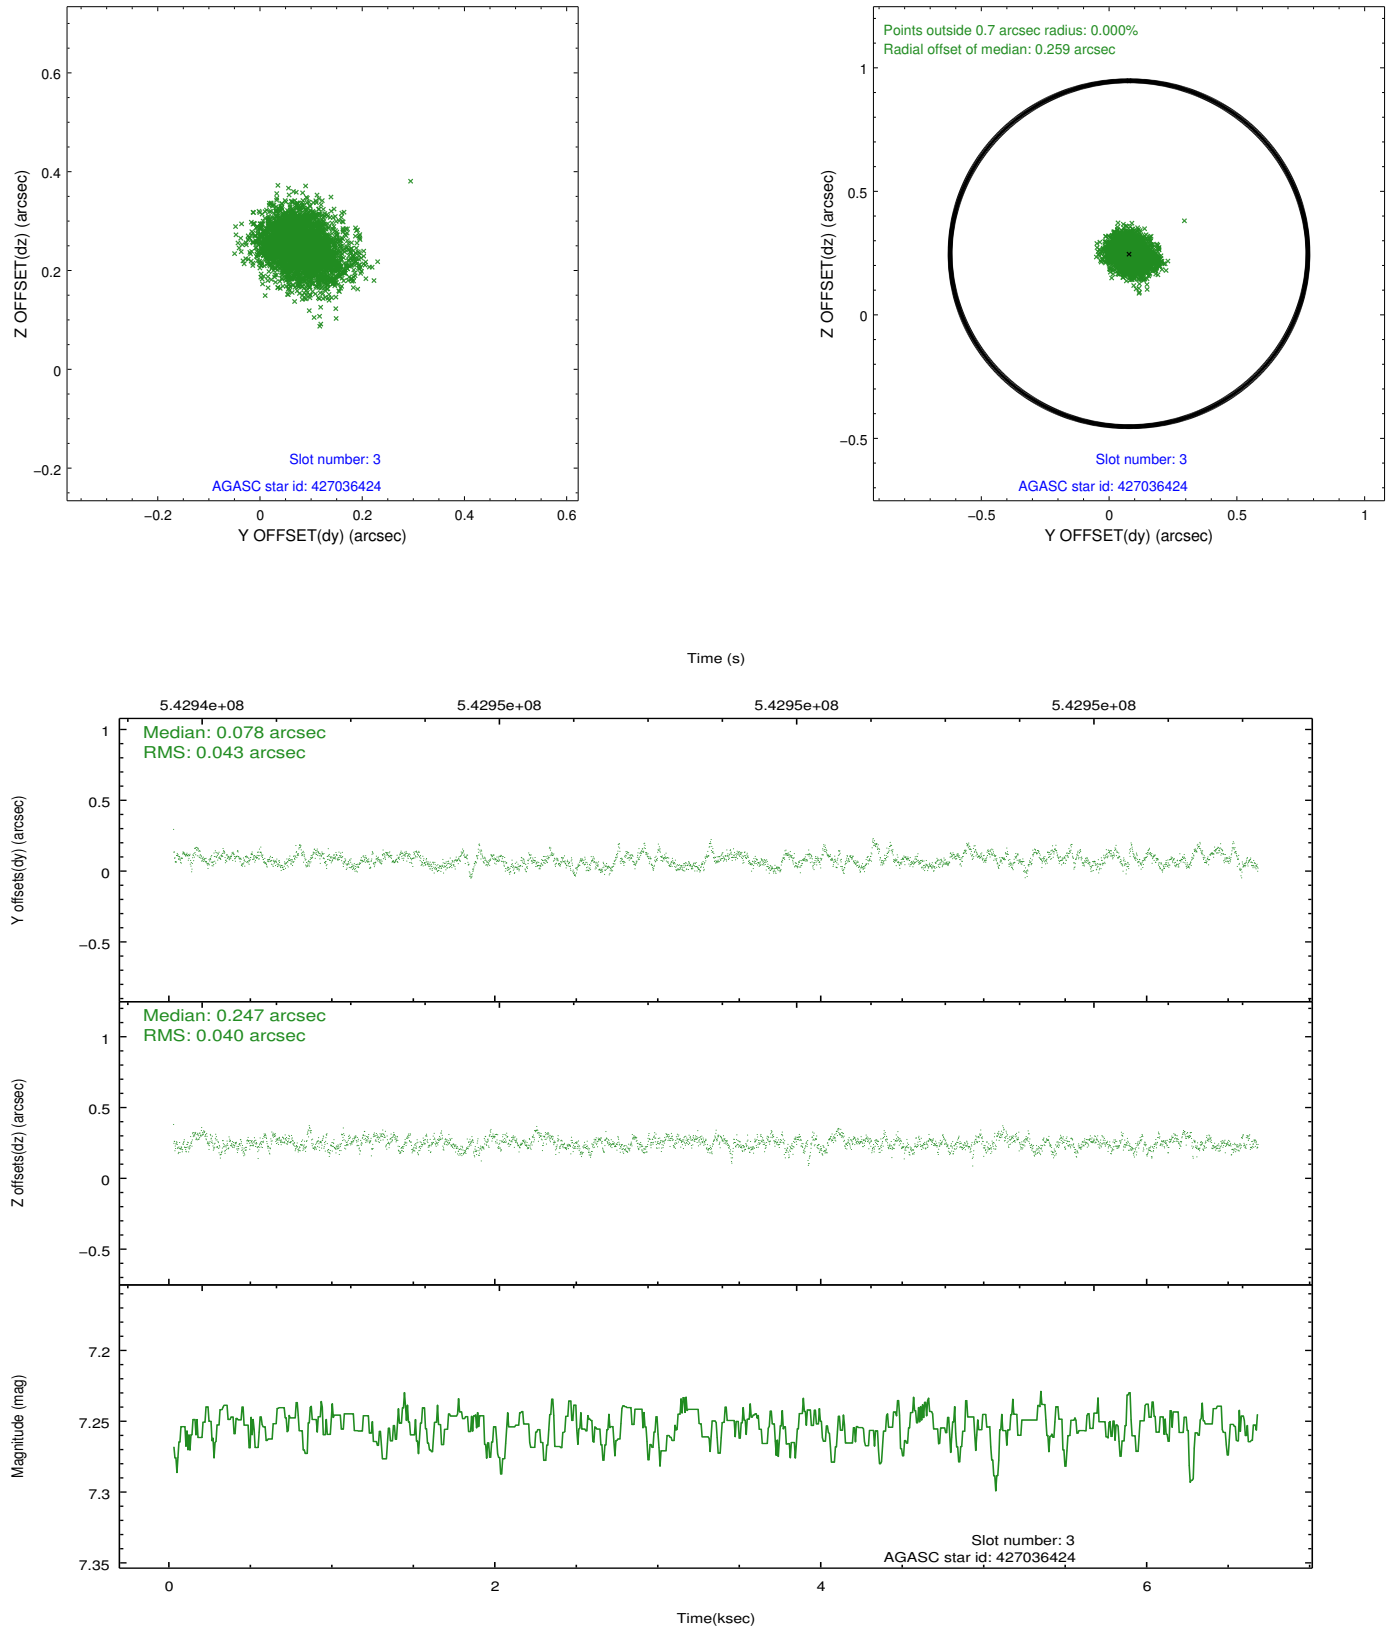 0.6
0.4
0.2
0
−0.2
Z OFFSET(dz) (arcsec)
Slot number: 3
AGASC star id: 427036424
−0.2 0 0.2 0.4 0.6
Y OFFSET(dy) (arcsec)
Points outside 0.7 arcsec radius: 0.000%
Radial offset of median: 0.259 arcsec
1
0.5
0
−0.5
Z OFFSET(dz) (arcsec)
Slot number: 3
AGASC star id: 427036424
−0.5 0 0.5 1
Y OFFSET(dy) (arcsec)
Time (s)
5.4294e+08 5.4295e+08 5.4295e+08 5.4295e+08
Median: 0.078 arcsec
RMS: 0.043 arcsec
1
0.5
0
−0.5
Y offsets(dy) (arcsec)
Median: 0.247 arcsec
RMS: 0.040 arcsec
1
0.5
0
−0.5
Z offsets(dz) (arcsec)
7.2
7.25
7.3
7.35
Magnitude (mag)
Slot number: 3
AGASC star id: 427036424
0 2 4 6
Time(ksec)